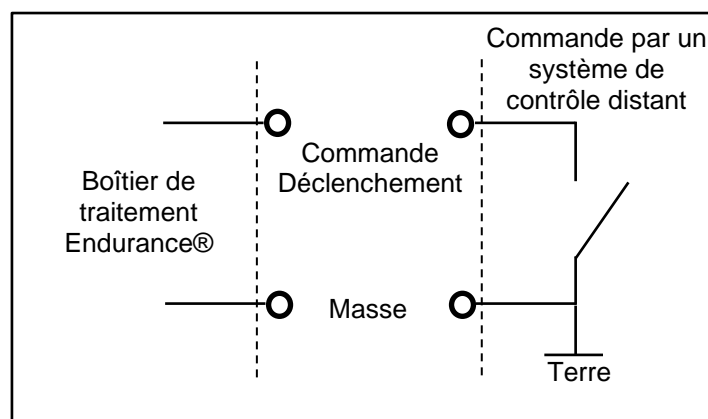 Commande par un
système de
contrôle distant
Commande
Déclenchement
Boîtier de
traitement
Endurance®
Masse
Terre